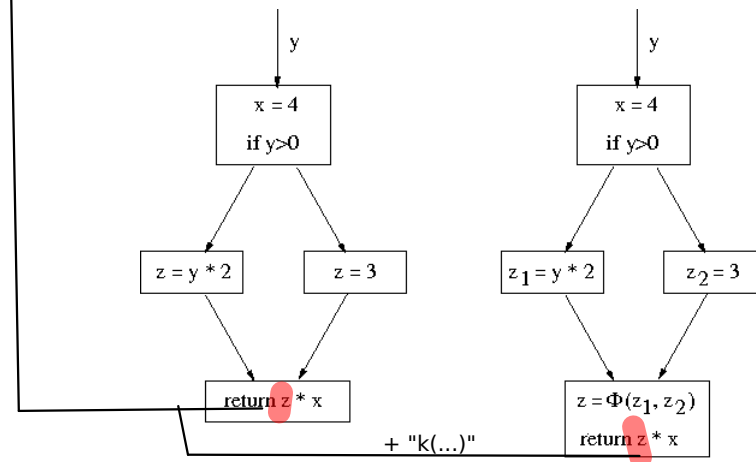 y
x = 4
if y>0
z = y * 2
z = 3
return z * x
y
x = 4
if y>0
z1 = y * 2
z2 = 3
z = Φ(z1, z2)
return z * x
+ "k(...)"